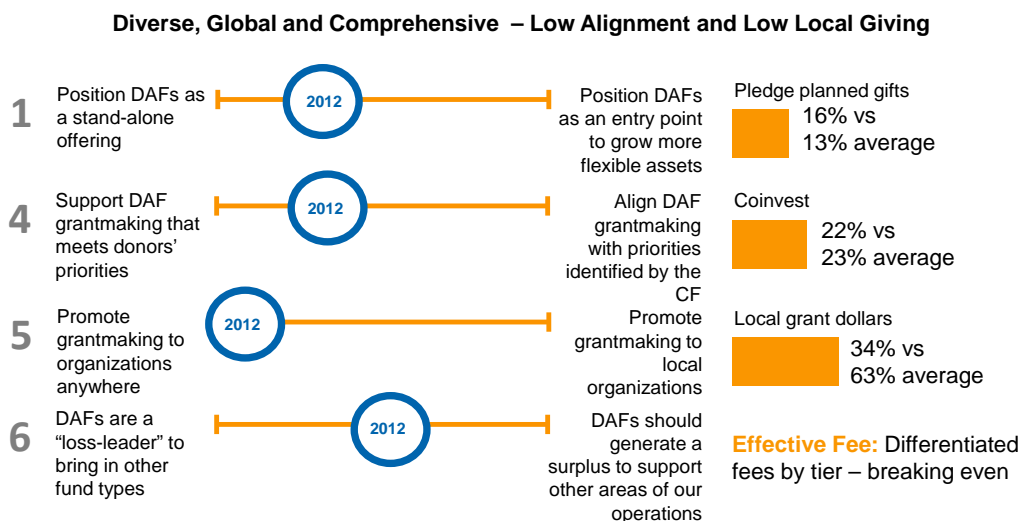 Diverse, Global and Comprehensive – Low Alignment and Low Local Giving
1
Position DAFs as
a stand-alone
offering
2012
Position DAFs
as an entry point
to grow more
flexible assets
Pledge planned gifts
16% vs
13% average
4
Support DAF
grantmaking that
meets donors’
priorities
2012
Align DAF
grantmaking
with priorities
identified by the
CF
Coinvest
22% vs
23% average
5
Promote
grantmaking to
organizations
anywhere
2012
Promote
grantmaking to
local
organizations
Local grant dollars
34% vs
63% average
6
DAFs are a
“loss-leader” to
bring in other
fund types
2012
DAFs should
generate a
surplus to support
other areas of our
operations
Effective Fee: Differentiated
fees by tier – breaking even